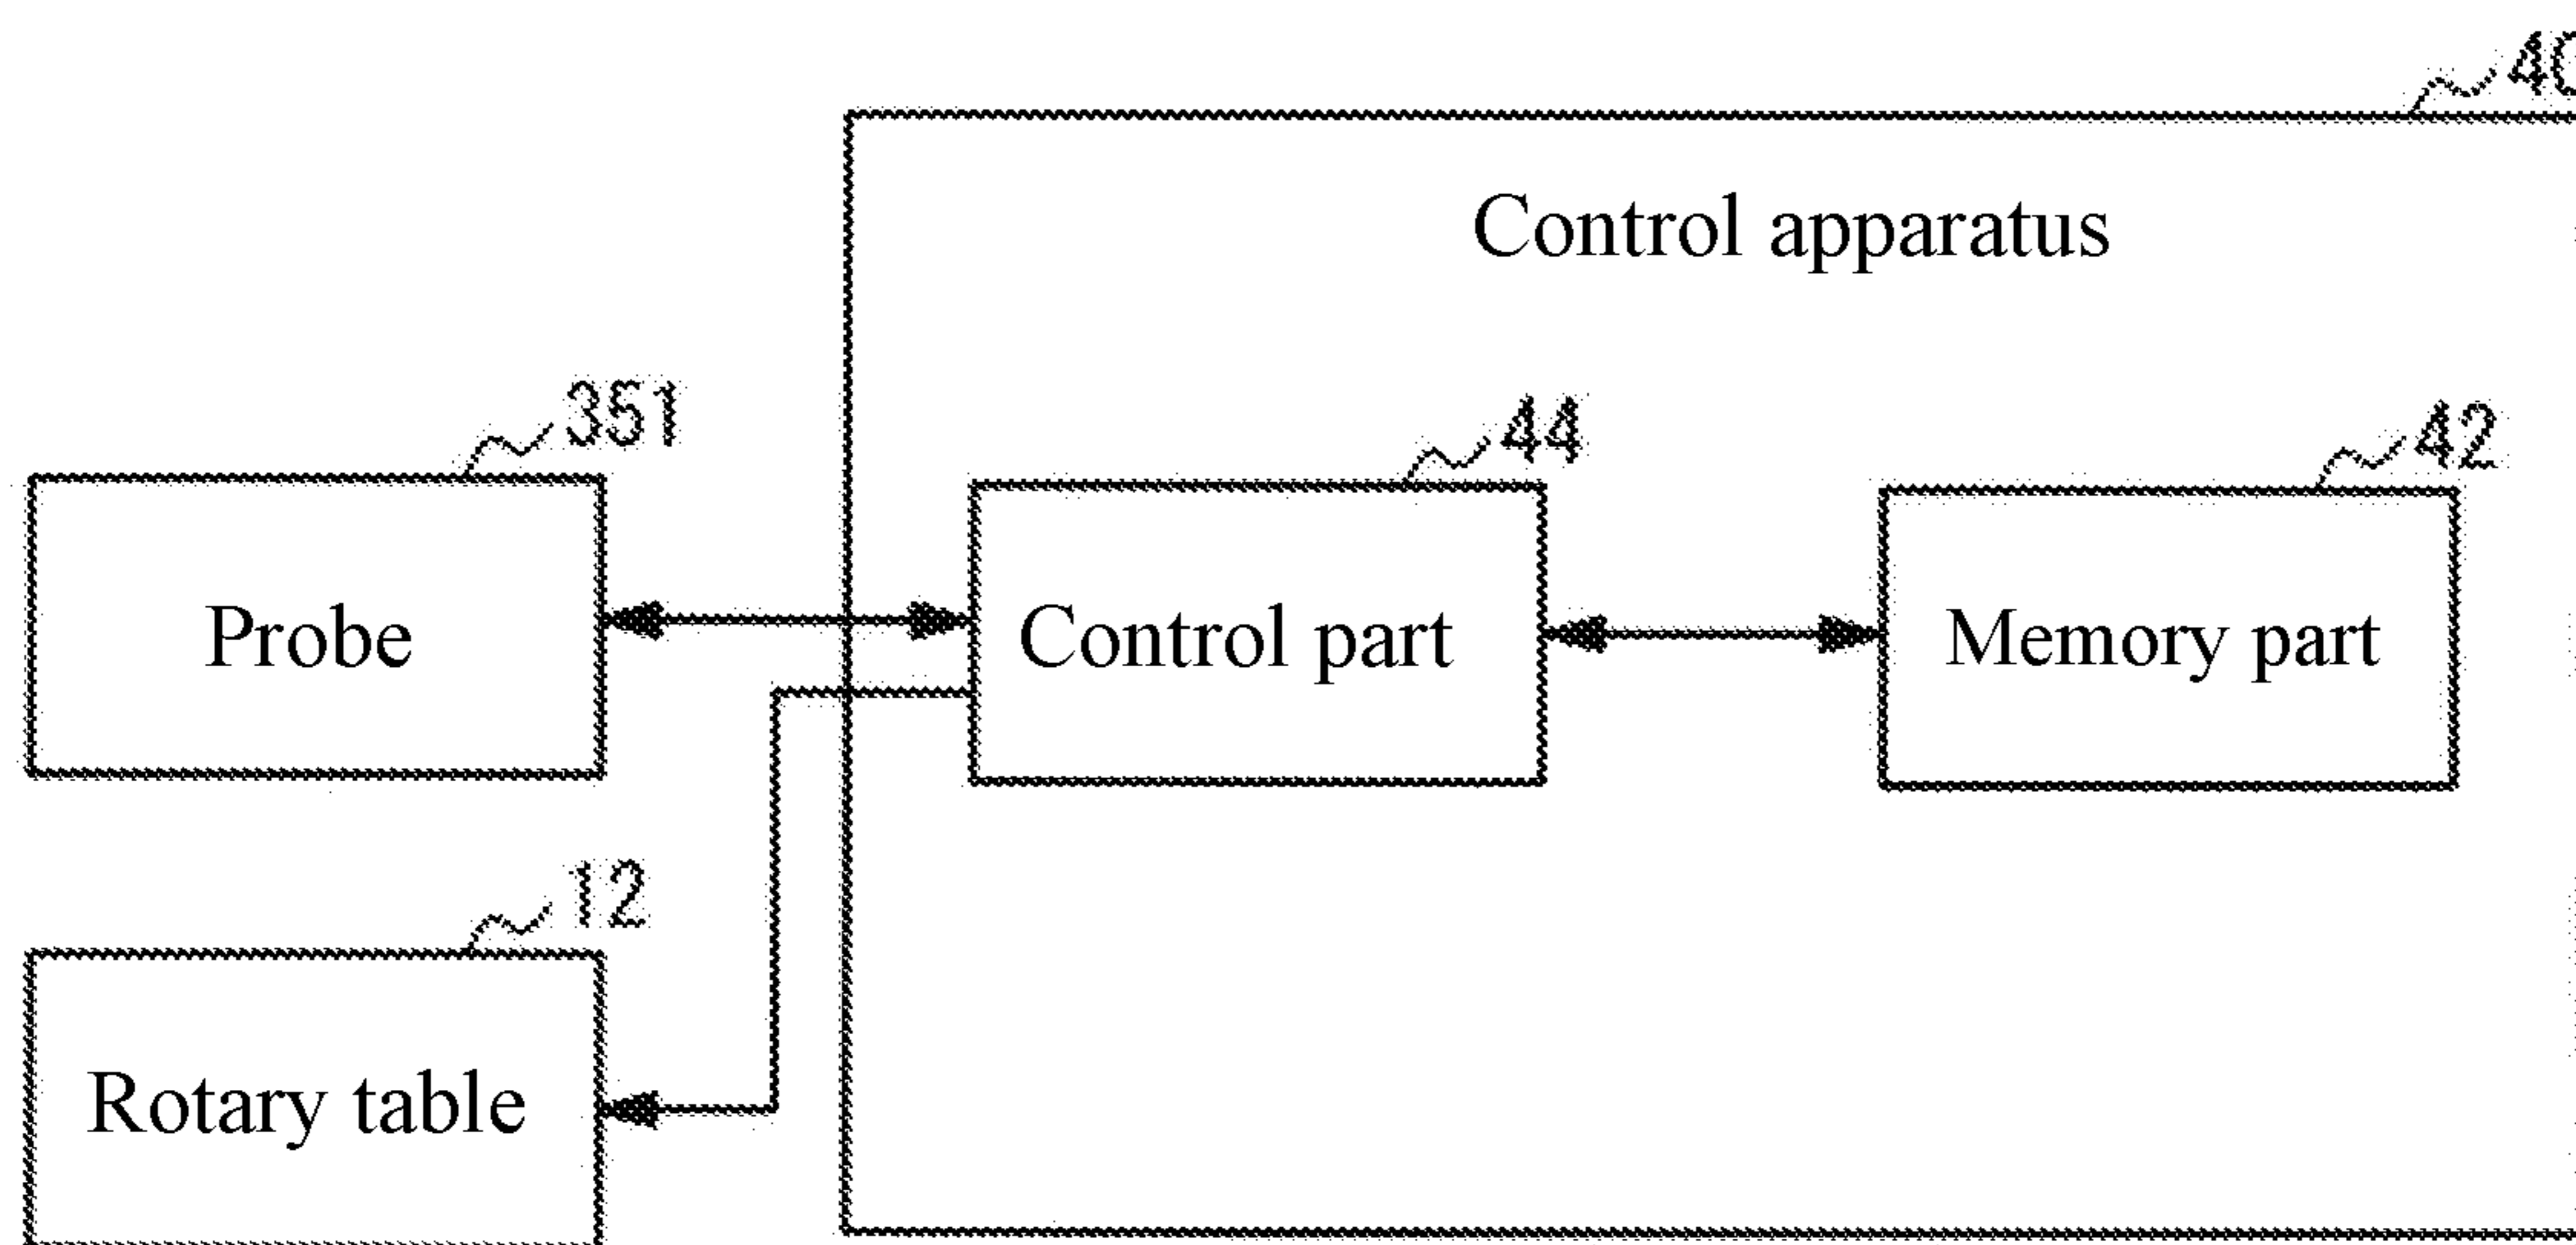 40
Control apparatus
351
44
42
Probe
Control part
Memory part
12
Rotary table